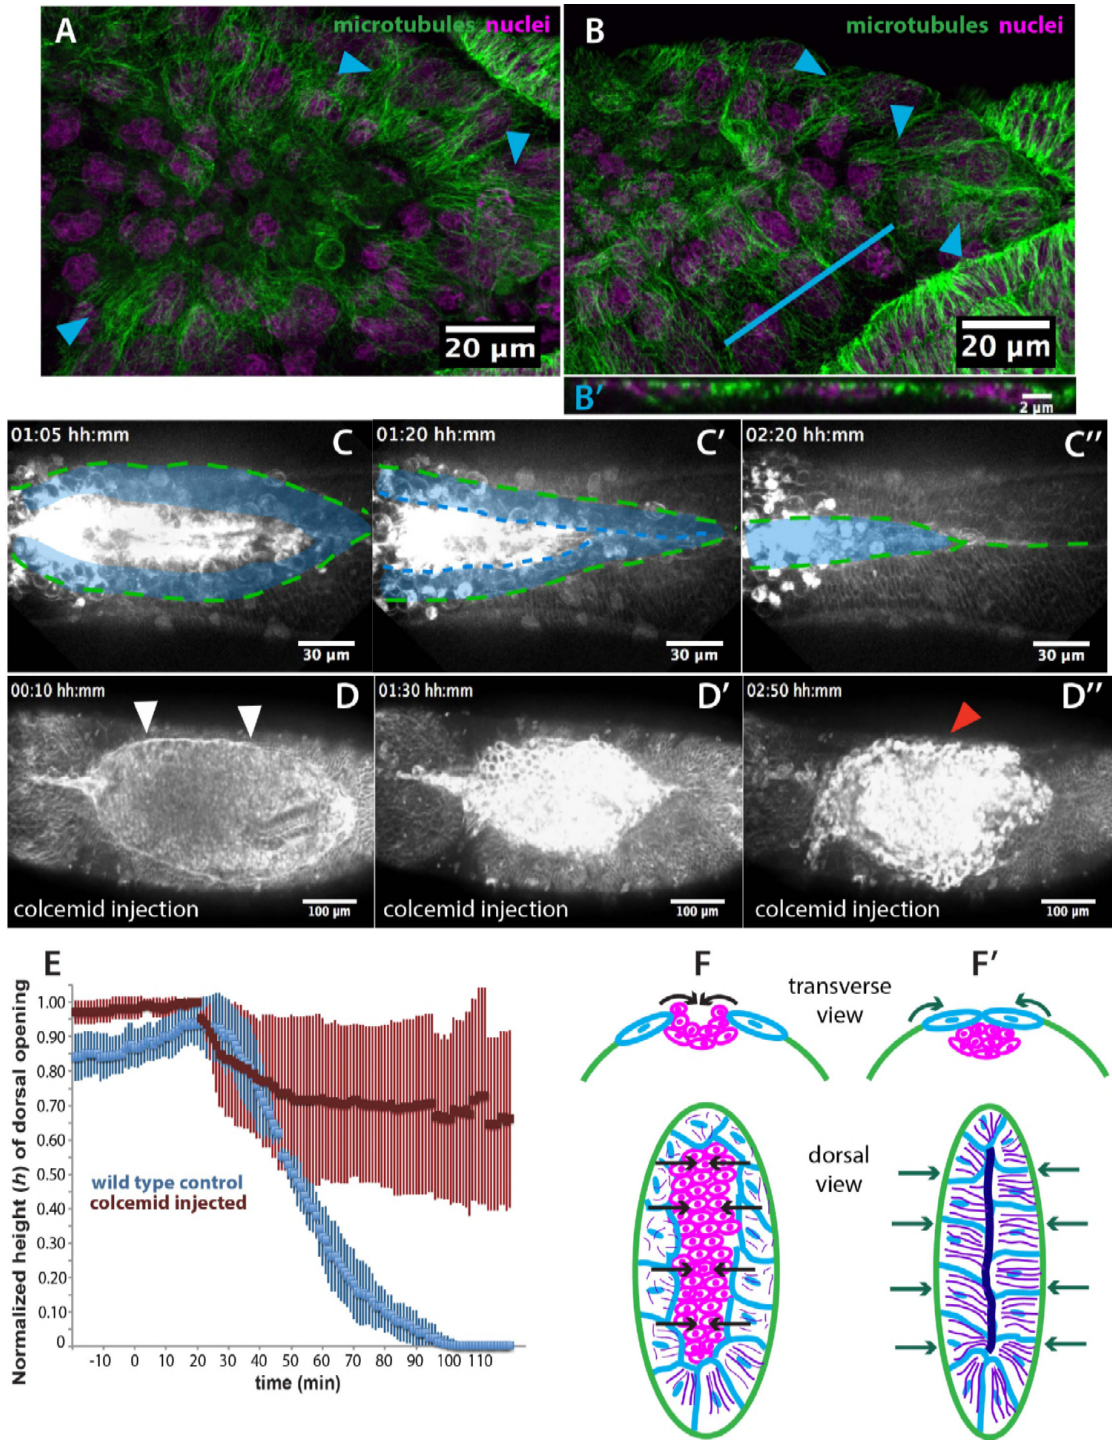 A
microtubules nuclei
20 µm
B
microtubules nuclei
20 µm
B′
2 µm
01:05 hh:mm
C
30 µm
01:20 hh:mm
C′
30 µm
02:20 hh:mm
C′′
30 µm
00:10 hh:mm
D
colcemid injection
100 µm
01:30 hh:mm
D′
colcemid injection
100 µm
02:50 hh:mm
D′′
colcemid injection
100 µm
E
Normalized height (h) of dorsal opening
1.00
0.90
0.80
0.70
0.60
0.50
0.40
0.30
0.20
0.10
0
wild type control
colcemid injected
-10 0 10 20 30 40 50 60 70 80 90 100 110
time (min)
F
F′
transverse
view
dorsal
view